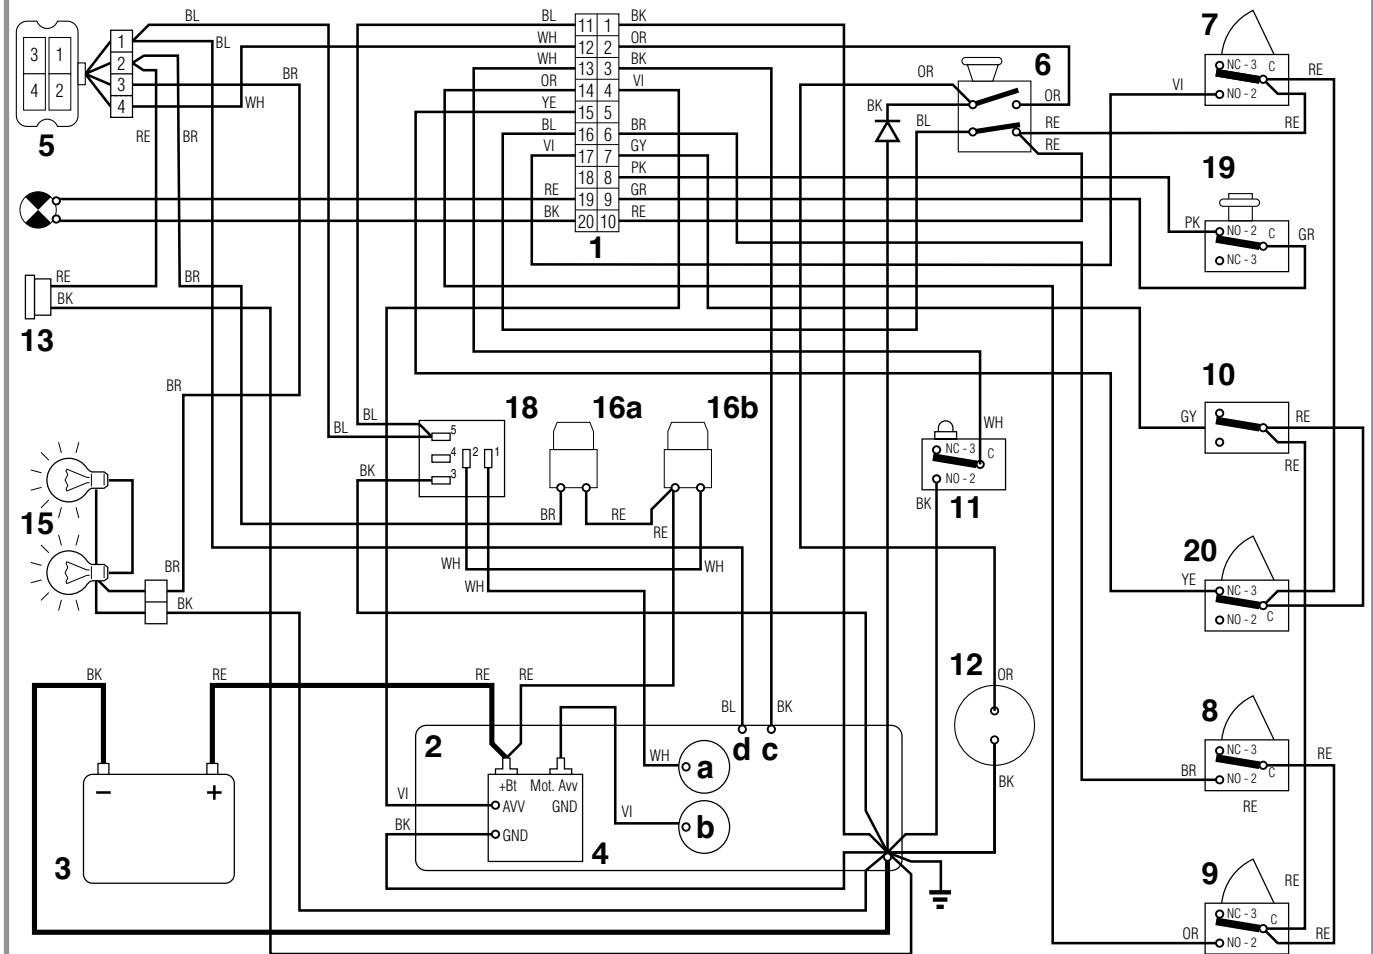 BL
BL
BR
WH
3 1
4 2
5
1
2
3
4
RE
BR
BL
WH
WH
OR
YE
BL
VI
RE
BK
11 1
12 2
13 3
14 4
15 5
16 6
17 7
18 8
19 9
20 10
1
BK
OR
BK
VI
BR
GY
PK
GR
RE
OR
BK
BL
6
OR
RE
RE
7
NC - 3 C
NO - 2
VI
RE
RE
19
PK
NO - 2 C
NC - 3
GR
RE
BK
13
BR
BR
10
GY
RE
RE
18
16a
16b
BL
BL
BK
5
4
3
2
1
BR
RE
RE
WH
WH
WH
NC - 3 C
NO - 2
WH
BK
11
15
BR
BK
20
YE
NC - 3
NO - 2 C
12
OR
BK
BK
RE
RE
RE
BL
BK
2
d c
WH
a
b
+Bt Mot. Avv
AVV GND
GND
VI
BK
VI
4
− +
3
8
NC - 3
NO - 2 C
BR
RE
RE
9
NC - 3 C
NO - 2
OR
RE
RE